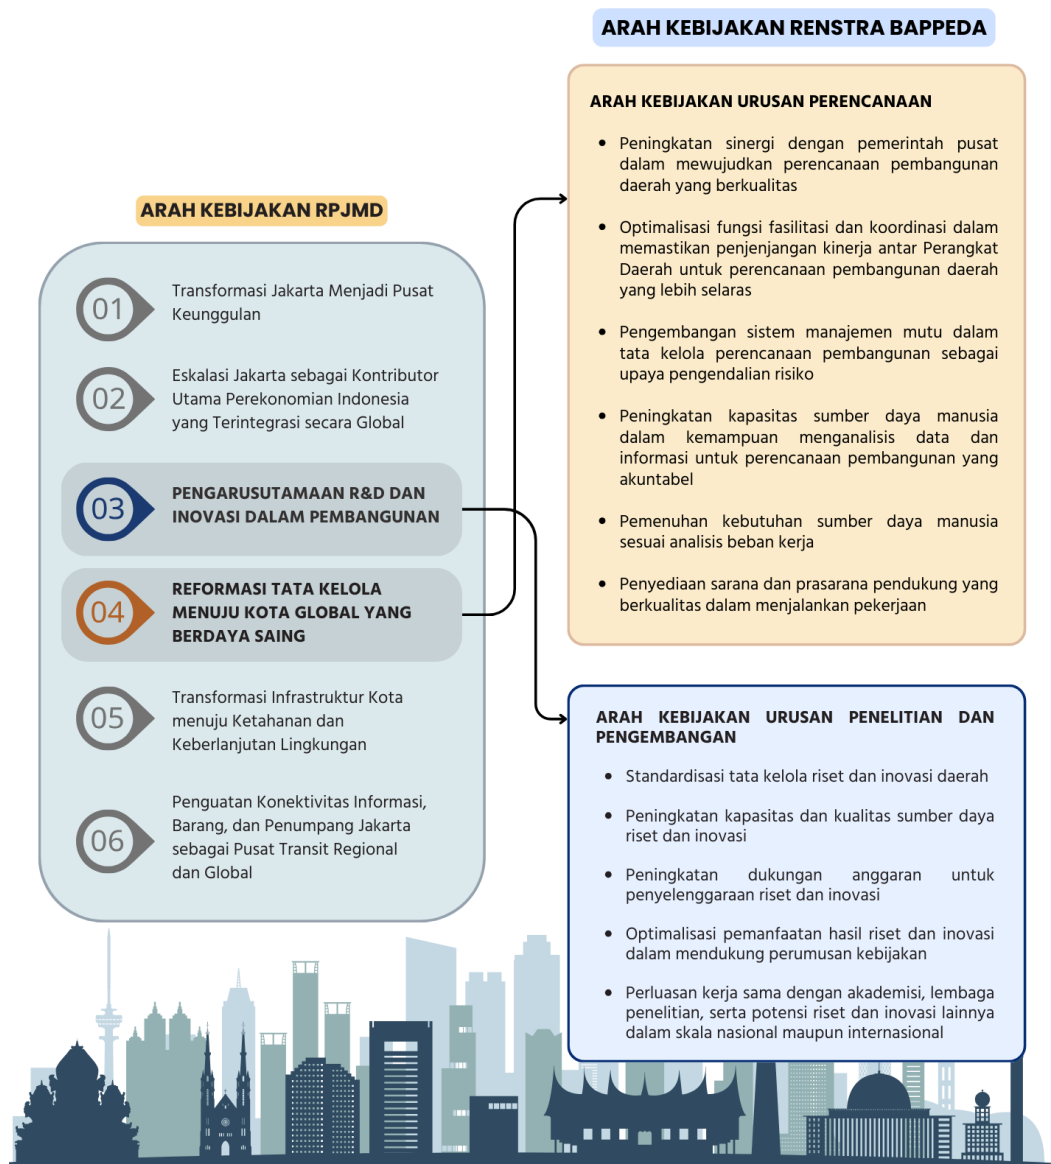 ARAH KEBIJAKAN RPJMD
01
Transformasi Jakarta Menjadi Pusat
Keunggulan
02
Eskalasi Jakarta sebagai Kontributor
Utama Perekonomian Indonesia
yang Terintegrasi secara Global
03
PENGARUSUTAMAAN R&D DAN
INOVASI DALAM PEMBANGUNAN
04
REFORMASI TATA KELOLA
MENUJU KOTA GLOBAL YANG
BERDAYA SAING
05
Transformasi Infrastruktur Kota
menuju Ketahanan dan
Keberlanjutan Lingkungan
06
Penguatan Konektivitas Informasi,
Barang, dan Penumpang Jakarta
sebagai Pusat Transit Regional
dan Global
ARAH KEBIJAKAN RENSTRA BAPPEDA
ARAH KEBIJAKAN URUSAN PERENCANAAN
• Peningkatan sinergi dengan pemerintah pusat
dalam mewujudkan perencanaan pembangunan
daerah yang berkualitas
• Optimalisasi fungsi fasilitasi dan koordinasi dalam
memastikan penjenjangan kinerja antar Perangkat
Daerah untuk perencanaan pembangunan daerah
yang lebih selaras
• Pengembangan sistem manajemen mutu dalam
tata kelola perencanaan pembangunan sebagai
upaya pengendalian risiko
• Peningkatan kapasitas sumber daya manusia
dalam kemampuan menganalisis data dan
informasi untuk perencanaan pembangunan yang
akuntabel
• Pemenuhan kebutuhan sumber daya manusia
sesuai analisis beban kerja
• Penyediaan sarana dan prasarana pendukung yang
berkualitas dalam menjalankan pekerjaan
ARAH KEBIJAKAN URUSAN PENELITIAN DAN
PENGEMBANGAN
• Standardisasi tata kelola riset dan inovasi daerah
• Peningkatan kapasitas dan kualitas sumber daya
riset dan inovasi
• Peningkatan dukungan anggaran untuk
penyelenggaraan riset dan inovasi
• Optimalisasi pemanfaatan hasil riset dan inovasi
dalam mendukung perumusan kebijakan
• Perluasan kerja sama dengan akademisi, lembaga
penelitian, serta potensi riset dan inovasi lainnya
dalam skala nasional maupun internasional